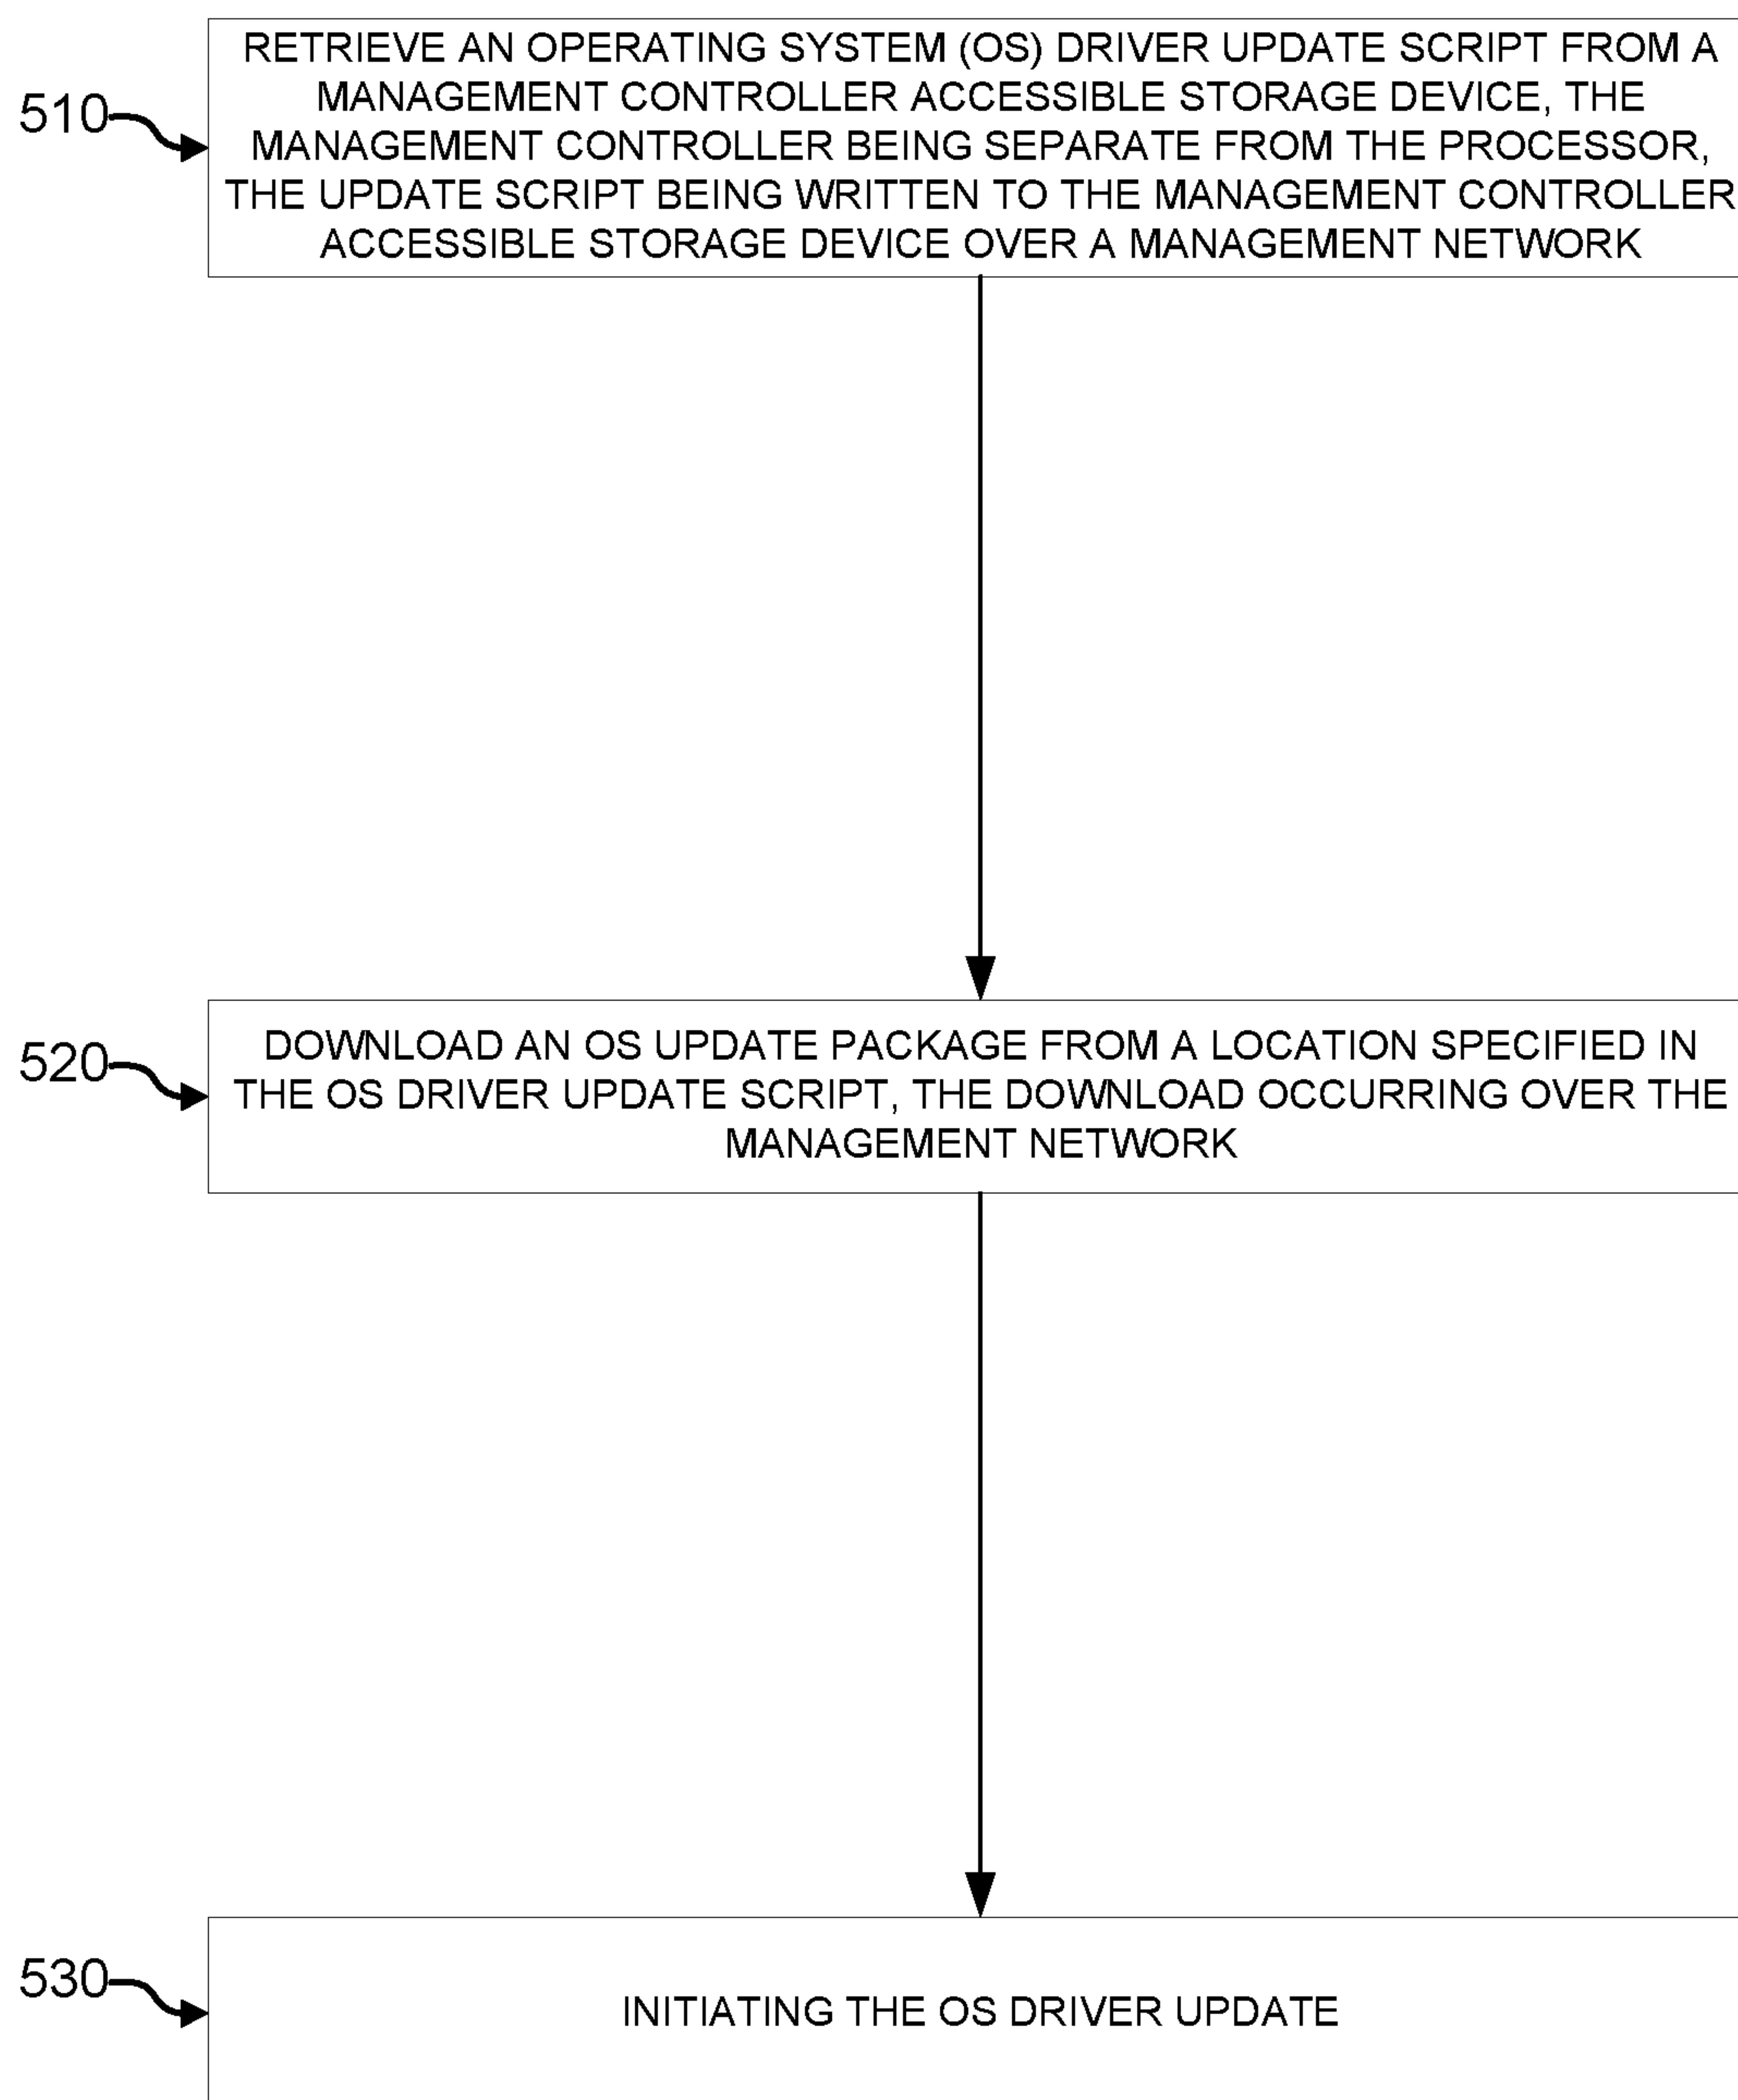 RETRIEVE AN OPERATING SYSTEM (OS) DRIVER UPDATE SCRIPT FROM A
MANAGEMENT CONTROLLER ACCESSIBLE STORAGE DEVICE, THE
510
MANAGEMENT CONTROLLER BEING SEPARATE FROM THE PROCESSOR,
THE UPDATE SCRIPT BEING WRITTEN TO THE MANAGEMENT CONTROLLER
ACCESSIBLE STORAGE DEVICE OVER A MANAGEMENT NETWORK
520
DOWNLOAD AN OS UPDATE PACKAGE FROM A LOCATION SPECIFIED IN
THE OS DRIVER UPDATE SCRIPT, THE DOWNLOAD OCCURRING OVER THE
MANAGEMENT NETWORK
530
INITIATING THE OS DRIVER UPDATE